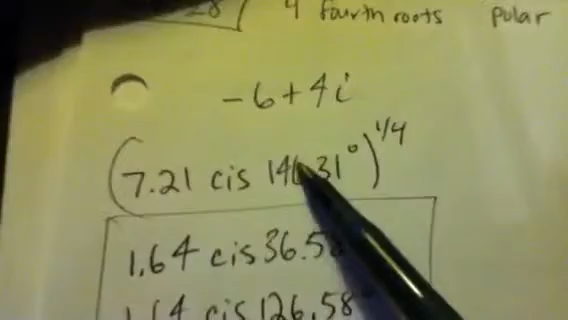 8 4 fourth roots polar
-6+4i
(7.21 cis 146.31°)^1/4
1.64 cis 36.58
1.64 cis 126.58°